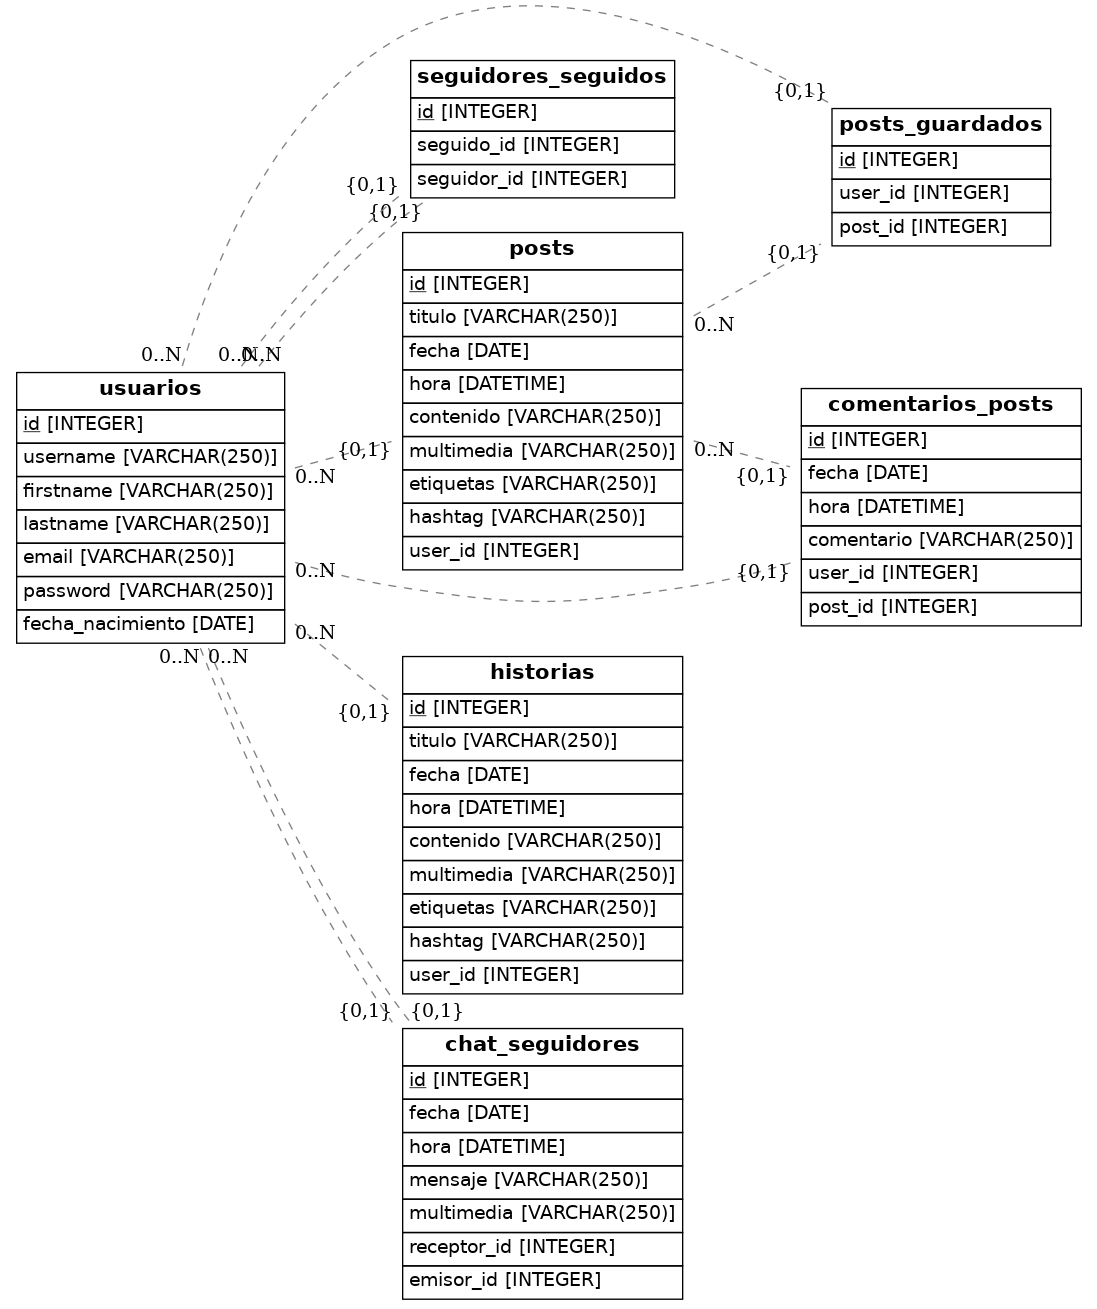 {0,1}
seguidores_seguidos
id [INTEGER]
seguido_id [INTEGER]
seguidor_id [INTEGER]
{0,1}
{0,1}
posts_guardados
id [INTEGER]
user_id [INTEGER]
post_id [INTEGER]
{0,1}
0..N
posts
id [INTEGER]
titulo [VARCHAR(250)]
fecha [DATE]
hora [DATETIME]
contenido [VARCHAR(250)]
multimedia [VARCHAR(250)]
etiquetas [VARCHAR(250)]
hashtag [VARCHAR(250)]
user_id [INTEGER]
0..N
0..N
0..N
usuarios
id [INTEGER]
username [VARCHAR(250)]
firstname [VARCHAR(250)]
lastname [VARCHAR(250)]
email [VARCHAR(250)]
password [VARCHAR(250)]
fecha_nacimiento [DATE]
{0,1}
0..N
0..N
{0,1}
comentarios_posts
id [INTEGER]
fecha [DATE]
hora [DATETIME]
comentario [VARCHAR(250)]
user_id [INTEGER]
post_id [INTEGER]
0..N
{0,1}
0..N
{0,1}
0..N
0..N
historias
id [INTEGER]
titulo [VARCHAR(250)]
fecha [DATE]
hora [DATETIME]
contenido [VARCHAR(250)]
multimedia [VARCHAR(250)]
etiquetas [VARCHAR(250)]
hashtag [VARCHAR(250)]
user_id [INTEGER]
{0,1}
{0,1}
chat_seguidores
id [INTEGER]
fecha [DATE]
hora [DATETIME]
mensaje [VARCHAR(250)]
multimedia [VARCHAR(250)]
receptor_id [INTEGER]
emisor_id [INTEGER]